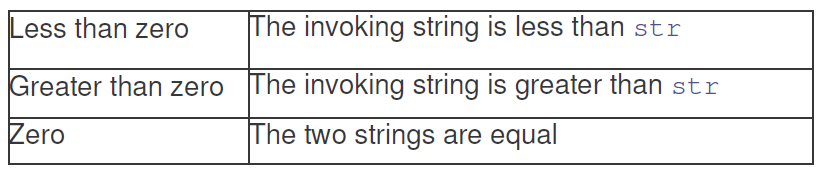 Less than zero The invoking string is less than str
Greater than zero The invoking string is greater than str
Zero The two strings are equal